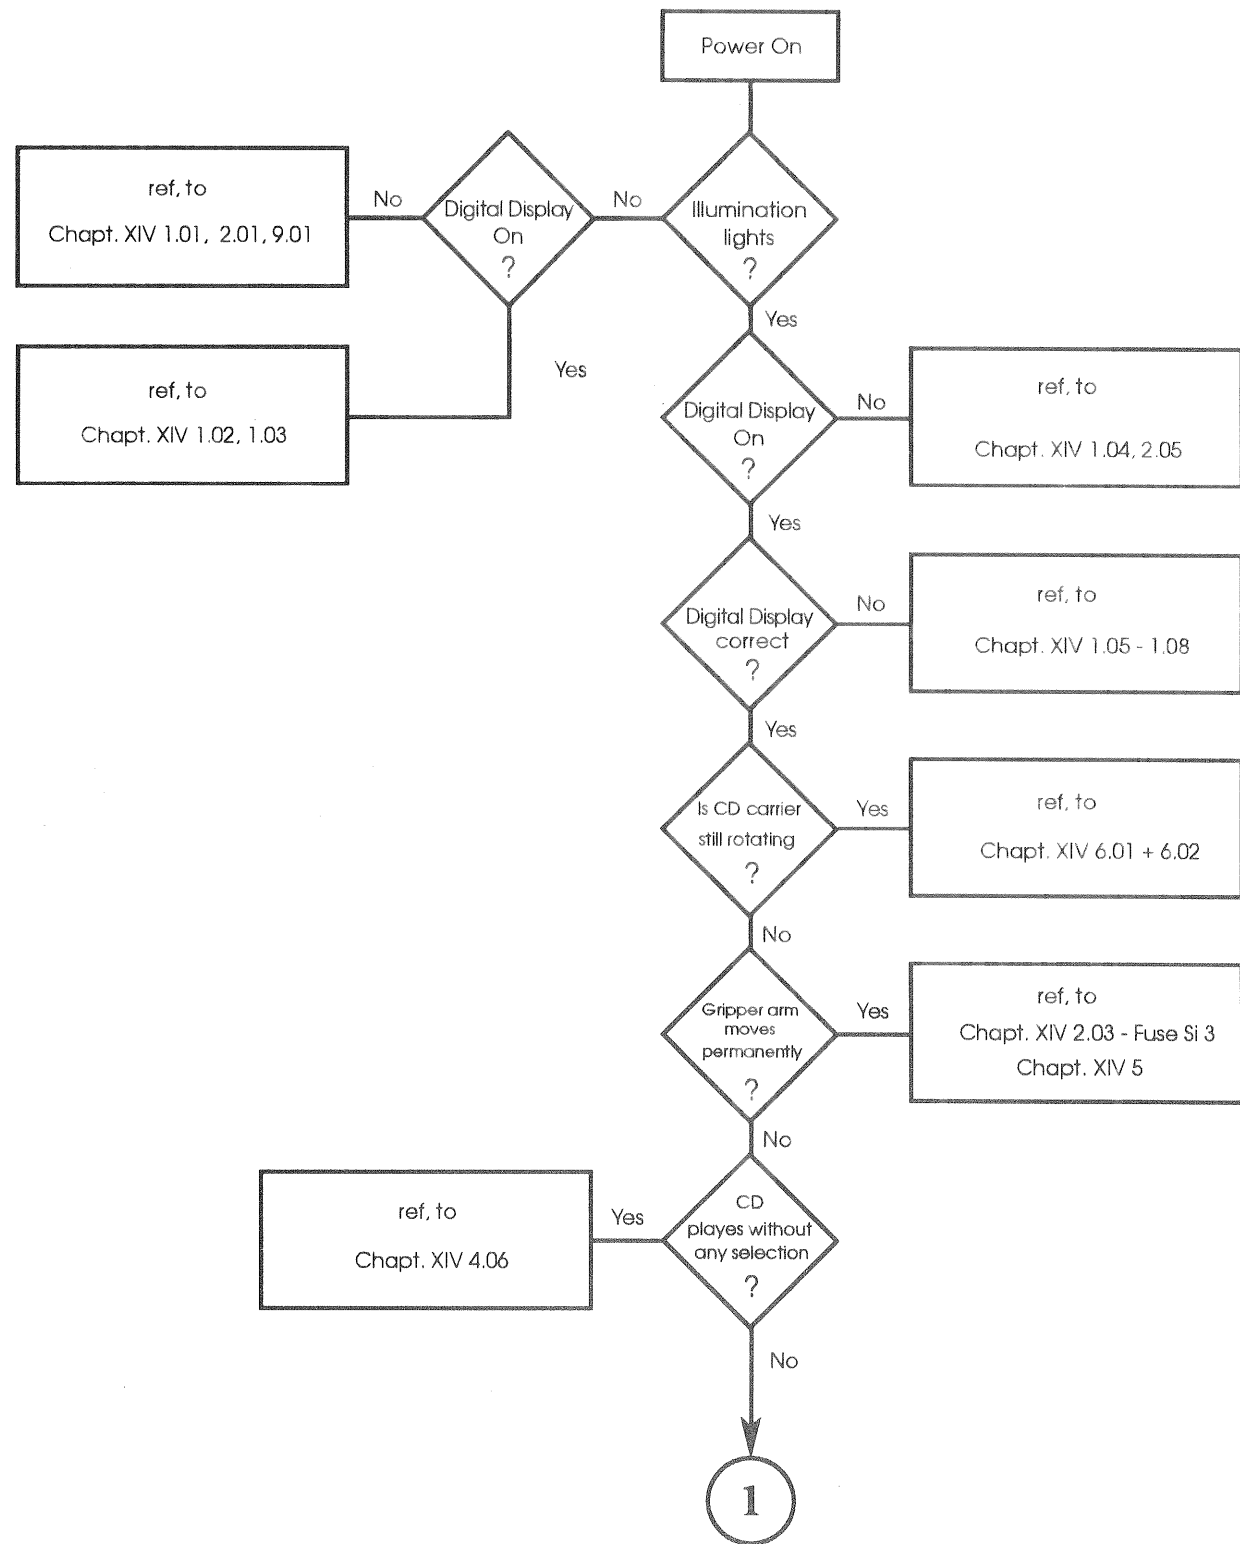 Power On
Illumination
lights
?
No
Digital Display
On
?
No
ref, to
Chapt. XIV 1.01, 2.01, 9.01
Yes
ref, to
Chapt. XIV 1.02, 1.03
Yes
Digital Display
On
?
No
ref, to
Chapt. XIV 1.04, 2.05
Yes
Digital Display
correct
?
No
ref, to
Chapt. XIV 1.05 - 1.08
Yes
Is CD carrier
still rotating
?
Yes
ref, to
Chapt. XIV 6.01 + 6.02
No
Gripper arm
moves
permanently
?
Yes
ref, to
Chapt. XIV 2.03 - Fuse Si 3
Chapt. XIV 5
No
CD
playes without
any selection
?
Yes
ref, to
Chapt. XIV 4.06
No
1